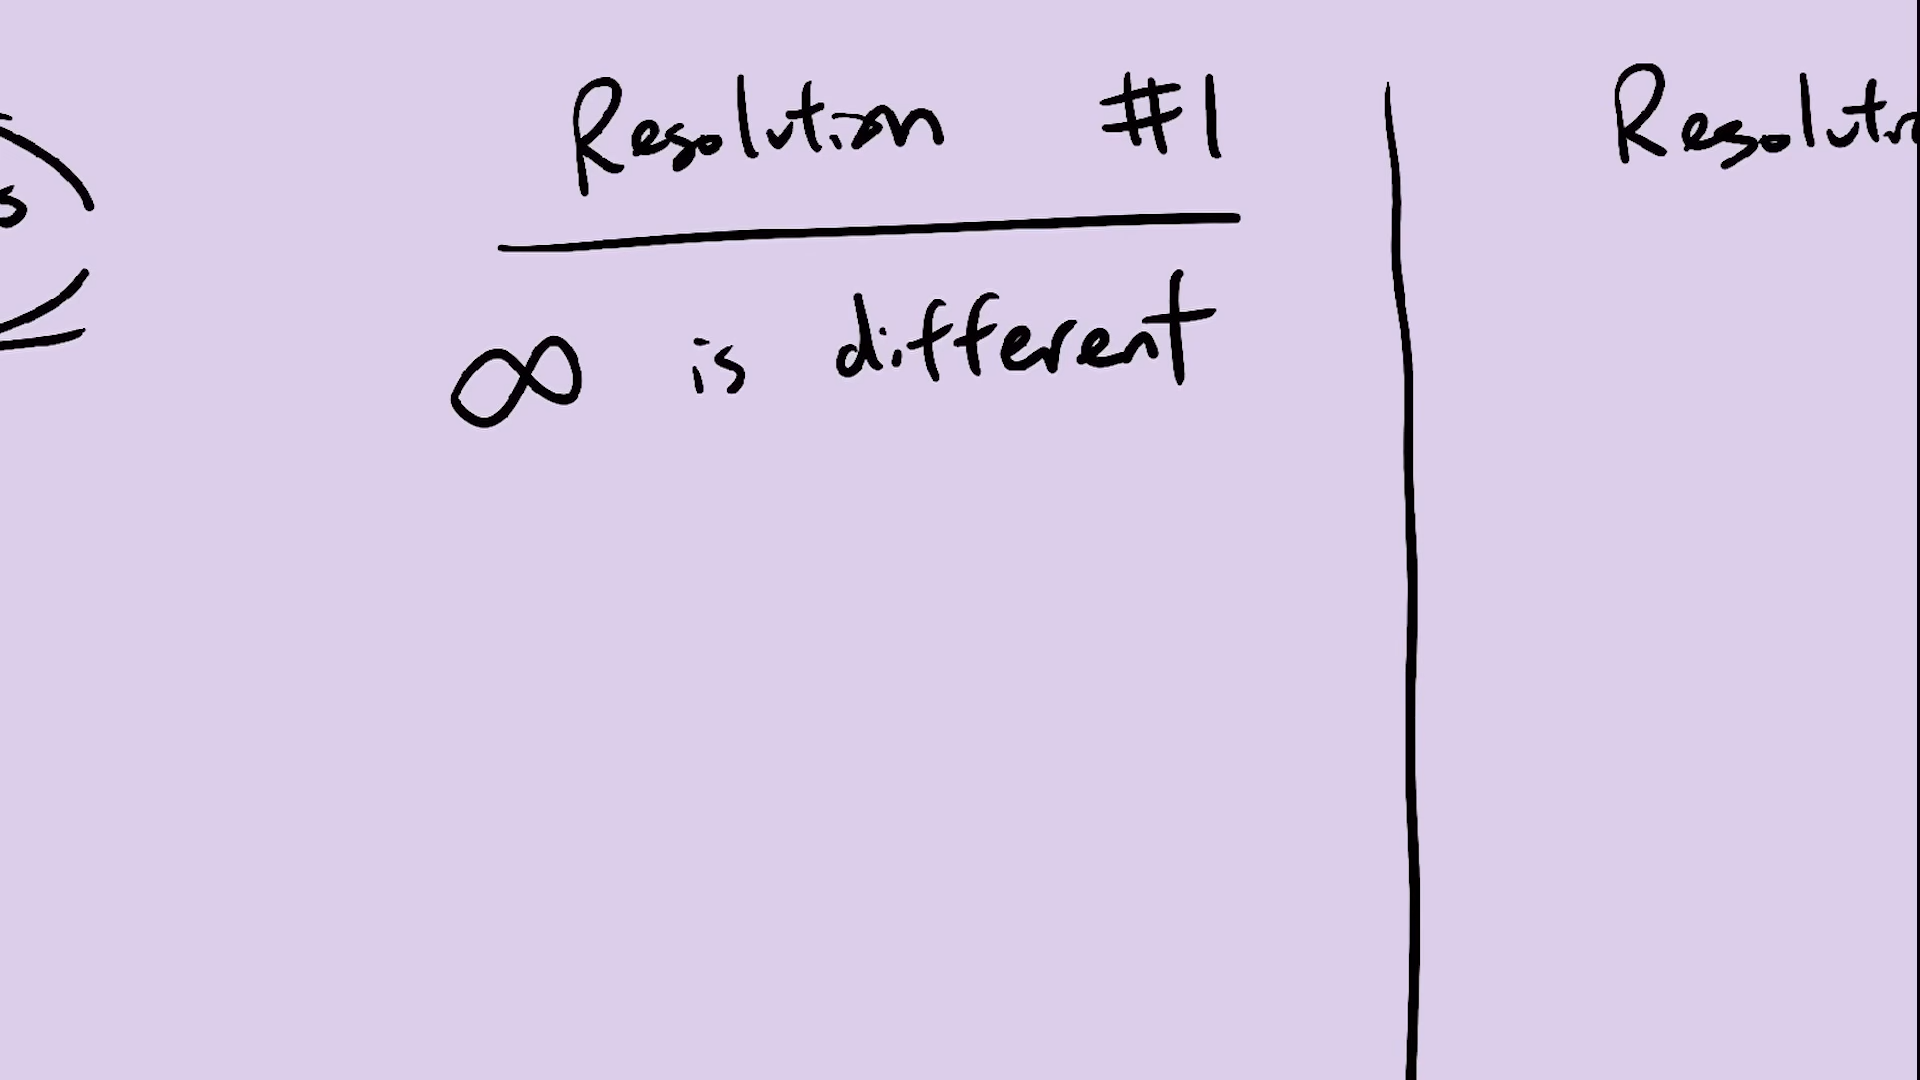 Resolution #1
∞ is different